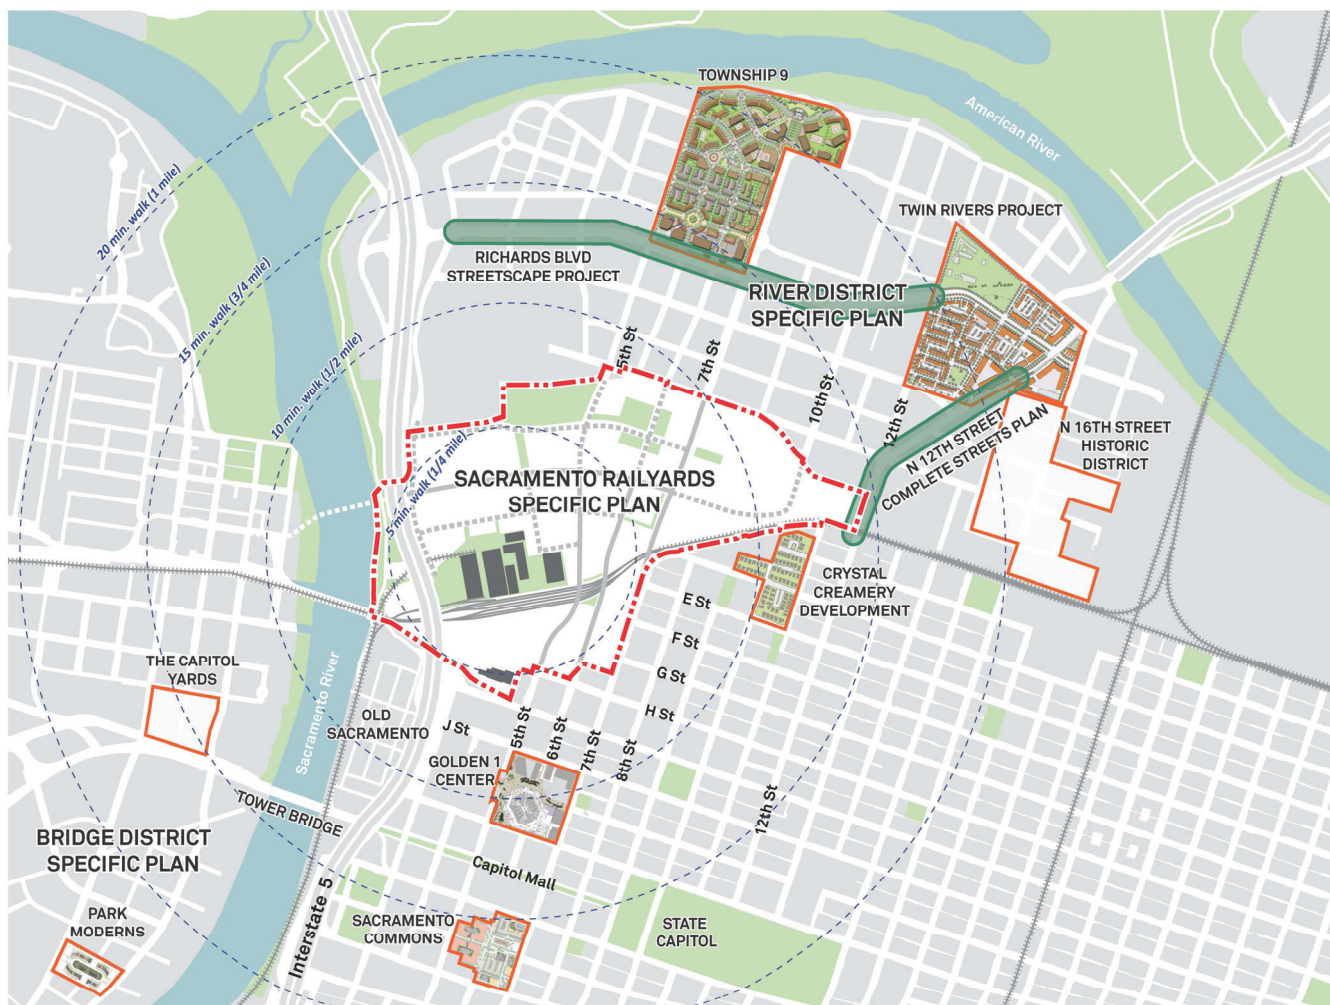 TOWNSHIP 9
American River
20 min. walk (1 mile)
TWIN RIVERS PROJECT
RICHARDS BLVD
STREETSCAPE PROJECT
15 min. walk (3/4 mile)
RIVER DISTRICT
SPECIFIC PLAN
10 min. walk (1/2 mile)
5th St
7th St
10th St
12th St
N 12TH STREET
COMPLETE STREETS PLAN
N 16TH STREET
HISTORIC
DISTRICT
5 min. walk (1/4 mile)
SACRAMENTO RAILYARDS
SPECIFIC PLAN
CRYSTAL
CREAMERY
DEVELOPMENT
E St
F St
G St
H St
THE CAPITOL
YARDS
Sacramento River
OLD
SACRAMENTO
J St
5th St
6th St
7th St
8th St
GOLDEN 1
CENTER
12th St
TOWER BRIDGE
BRIDGE DISTRICT
SPECIFIC PLAN
Capitol Mall
Interstate 5
PARK
MODERNS
SACRAMENTO
COMMONS
STATE
CAPITOL